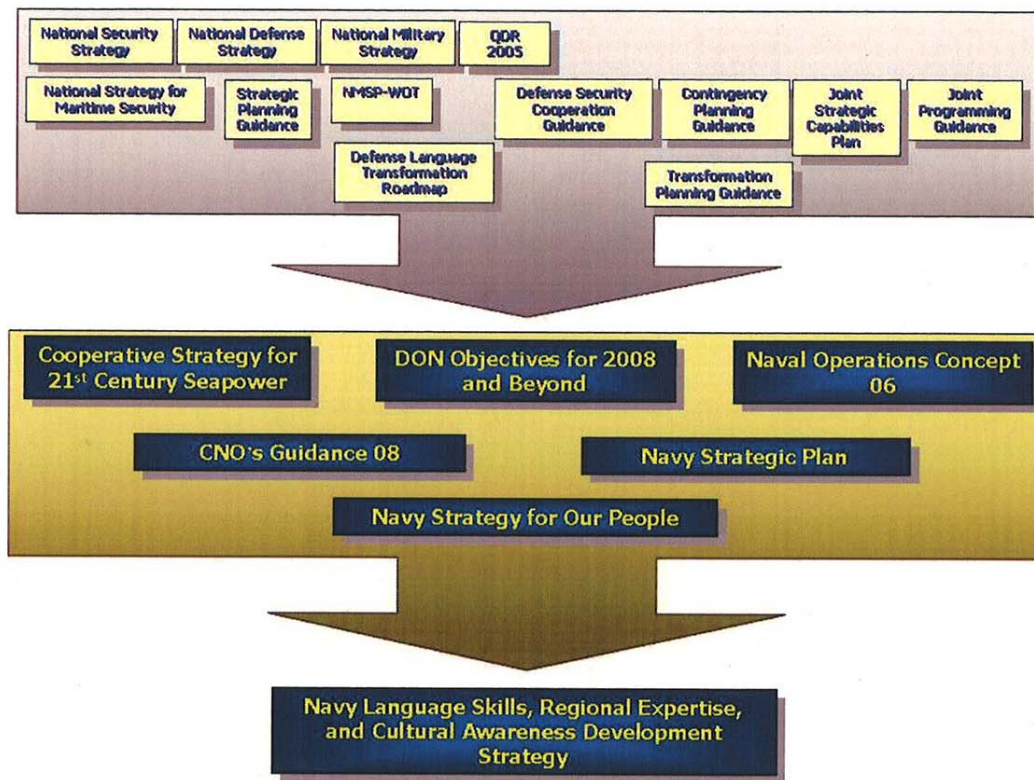 National Security
Strategy
National Defense
Strategy
National Military
Strategy
QDR
2005
National Strategy for
Maritime Security
Strategic
Planning
Guidance
NMSP-WOT
Defense Security
Cooperation
Guidance
Contingency
Planning
Guidance
Joint
Strategic
Capabilities
Plan
Joint
Programming
Guidance
Defense Language
Transformation
Roadmap
Transformation
Planning Guidance
Cooperative Strategy for
21st Century Seapower
DON Objectives for 2008
and Beyond
Naval Operations Concept
06
CNO's Guidance 08
Navy Strategic Plan
Navy Strategy for Our People
Navy Language Skills, Regional Expertise,
and Cultural Awareness Development
Strategy